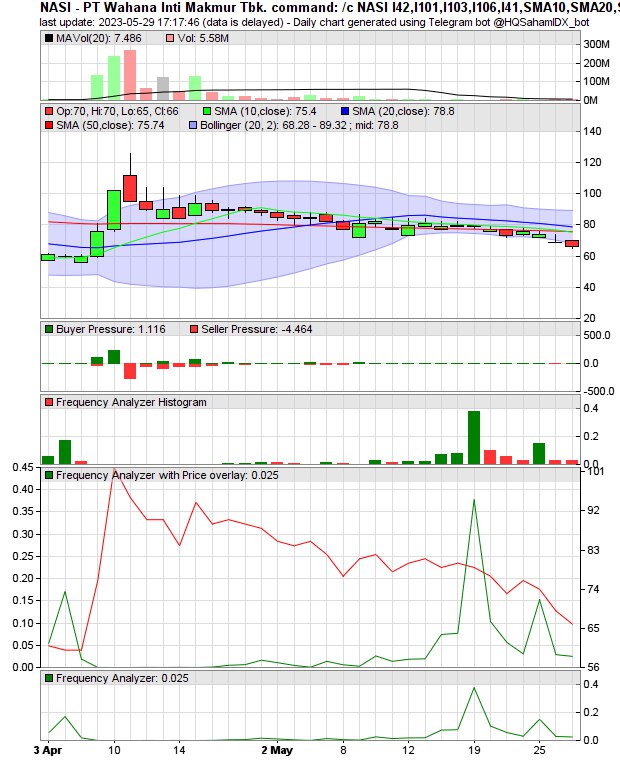 NASI - PT Wahana Inti Makmur Tbk. command: /c NASI I42,I101,I103,I106,I41,SMA10,SMA20,
last update: 2023-05-29 17:17:46 (data is delayed) - Daily chart generated using Telegram bot @HQSahamIDX_bot
MAVol(20): 7.486 Vol: 5.58M
300M
200M
100M
0M
Op:70, Hi:70, Lo:65, Cl:66 SMA (10,close): 75.4 SMA (20,close): 78.8
SMA (50,close): 75.74 Bollinger (20, 2): 68.28 - 89.32 ; mid: 78.8
140
120
100
80
60
40
20
Buyer Pressure: 1.116 Seller Pressure: -4.464
500.0
0.0
-500.0
Frequency Analyzer Histogram
0.4
0.2
0.0
Frequency Analyzer with Price overlay: 0.025
0.45
0.40
0.35
0.30
0.25
0.20
0.15
0.10
0.05
0.00
101
92
83
74
65
56
Frequency Analyzer: 0.025
0.4
0.2
0.0
3 Apr 10 14 2 May 8 12 19 25